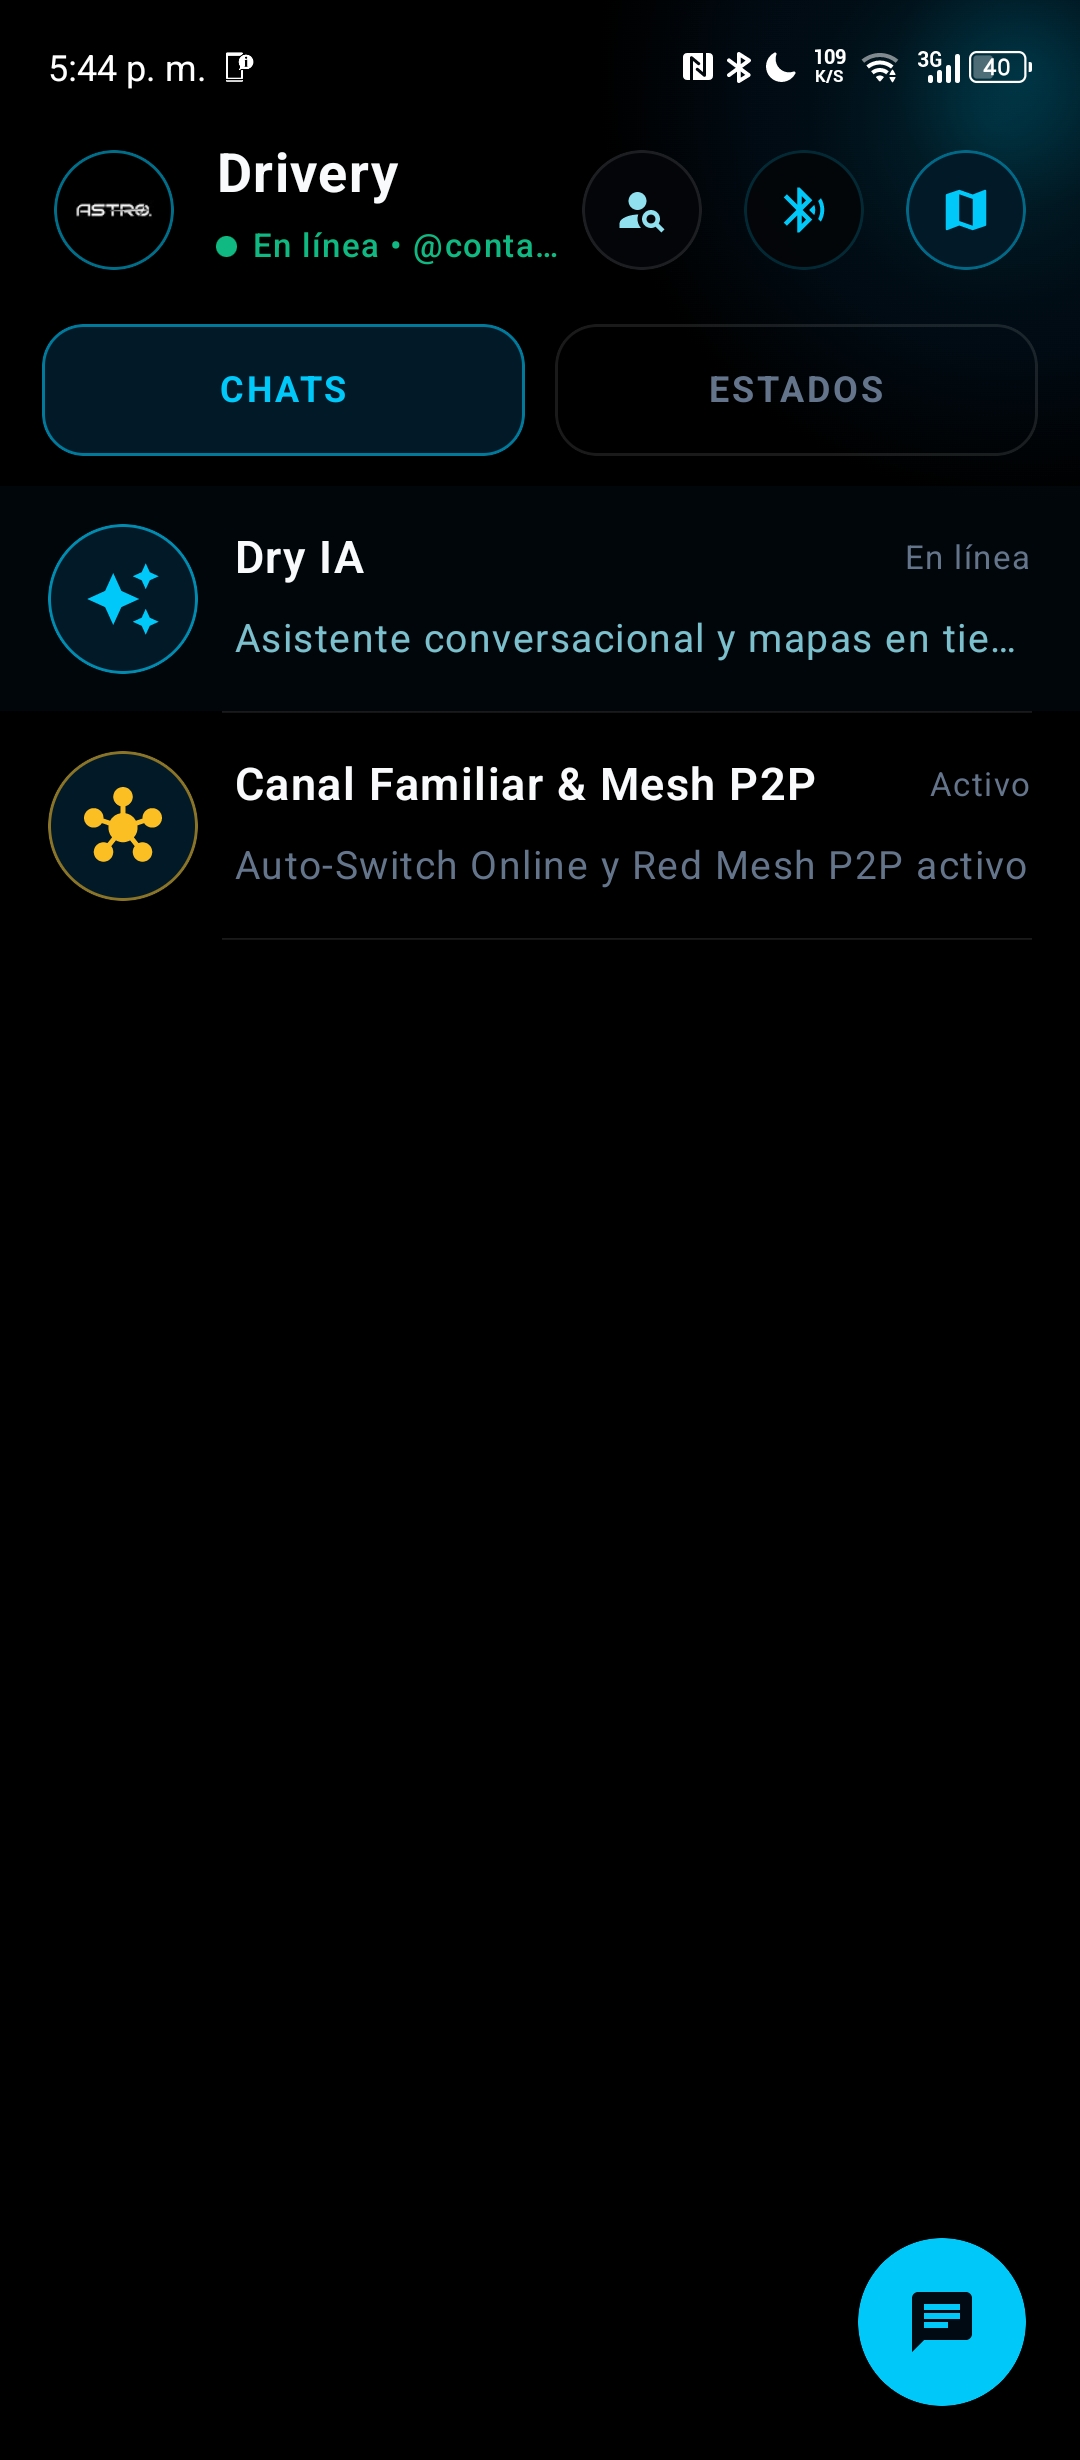 5:44 p. m.
109
K/S
3G
40
ASTRO.
Drivery
En línea • @conta...
CHATS
ESTADOS
Dry IA
En línea
Asistente conversacional y mapas en tie...
Canal Familiar & Mesh P2P
Activo
Auto-Switch Online y Red Mesh P2P activo